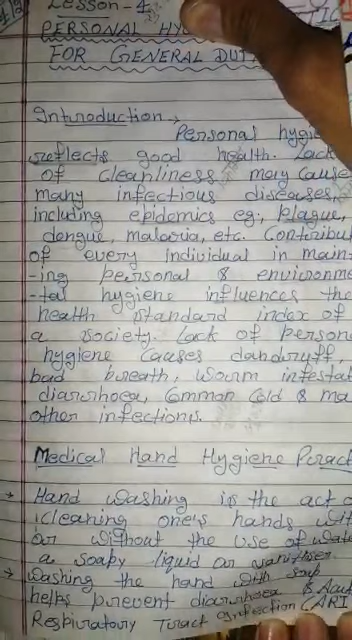 Lesson - 4
PERSONAL HY
FOR GENERAL DUT
Introduction →
Personal hygie
reflects good health. Lack
of cleanliness may cause
many infectious diseases,
including epidemics eg:, plague,
dengue, malaria, etc. Contribu
of every individual in main-
-ing personal & environme
-tal hygiene influences the
health standard index of
a society. Lack of person
hygiene causes dandruff,
bad breath, worm infestat
diarrhoea, Common Cold & ma
other infections.
Medical Hand Hygiene Pract
→ Hand washing is the act o
cleaning one's hands wit
or without the use of wate
a soapy liquid or sanitiser.
→ Washing the hand with soap
helps prevent diarrhoea & Acut
Respiratory Tract infection (ARI